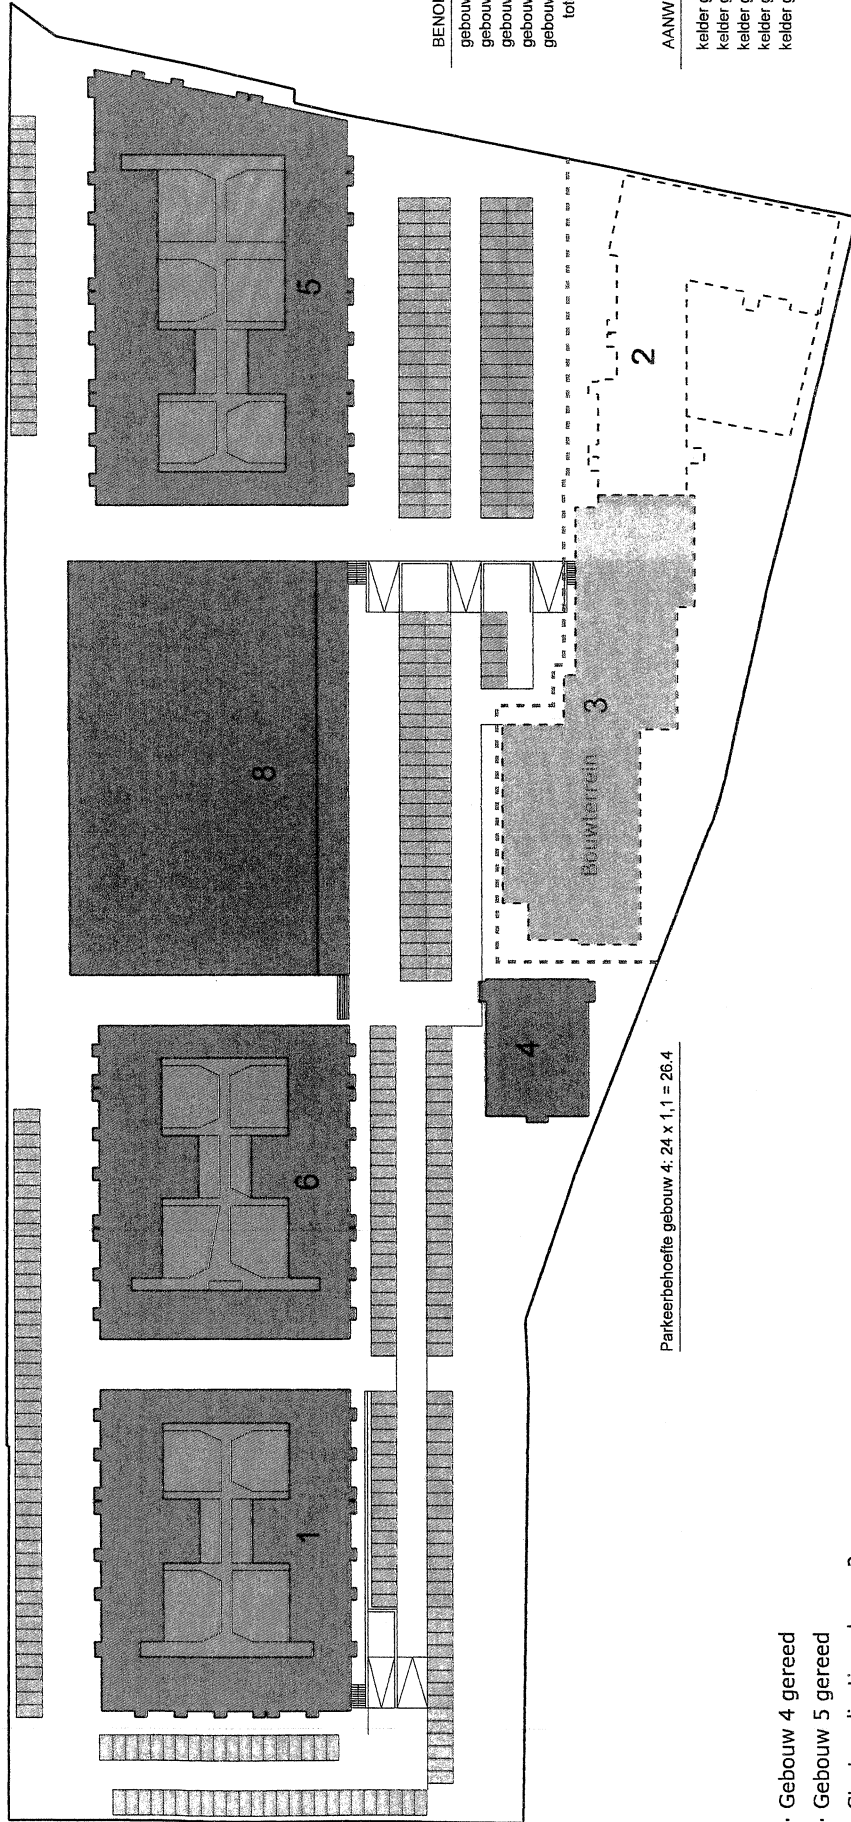 BENO
gebouw
gebouw
gebouw
gebouw
gebouw
tot
AANW
kelder g
kelder g
kelder g
kelder g
kelder g
5
2
8
3
Bouwterrein
4
6
1
Parkeerbehoefte gebouw 4: 24 x 1,1 = 26.4
· Gebouw 4 gereed
· Gebouw 5 gereed